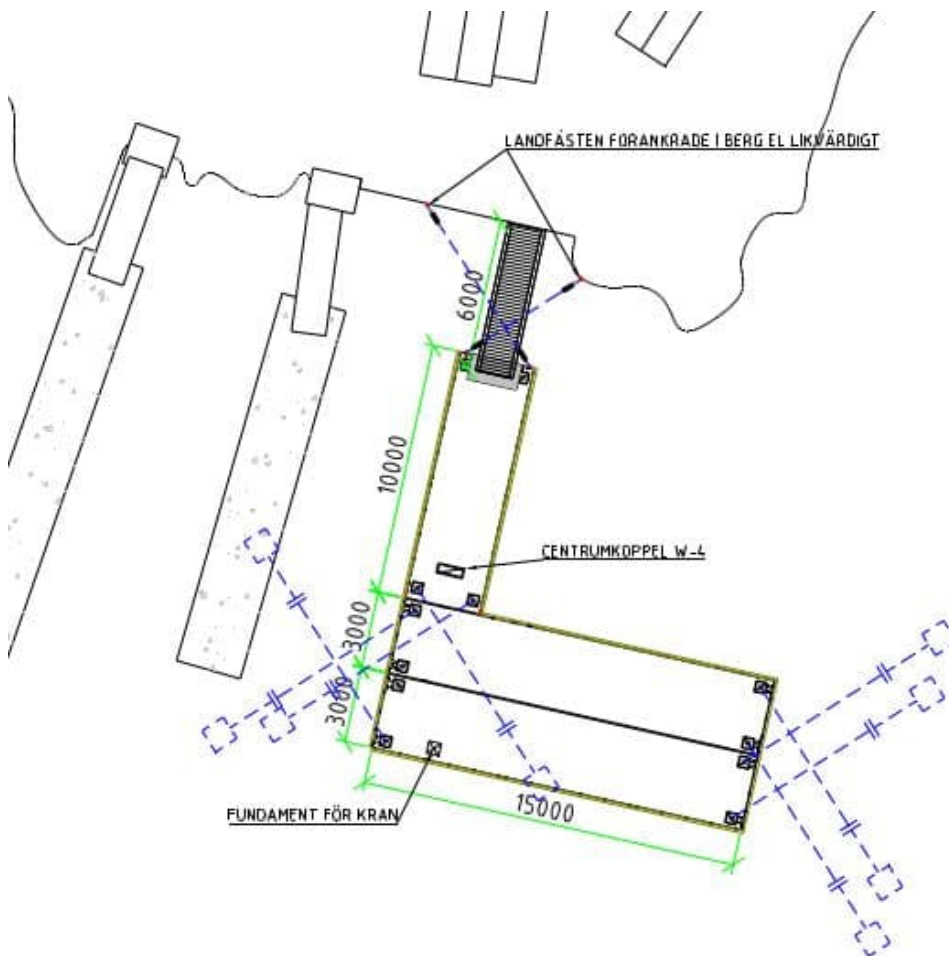 LANDFÄSTEN FÖRANKRADE I BERG EL LIKVÄRDIGT
6000
10000
CENTRUMKOPPEL W-4
3000
3000
15000
FUNDAMENT FÖR KRAN